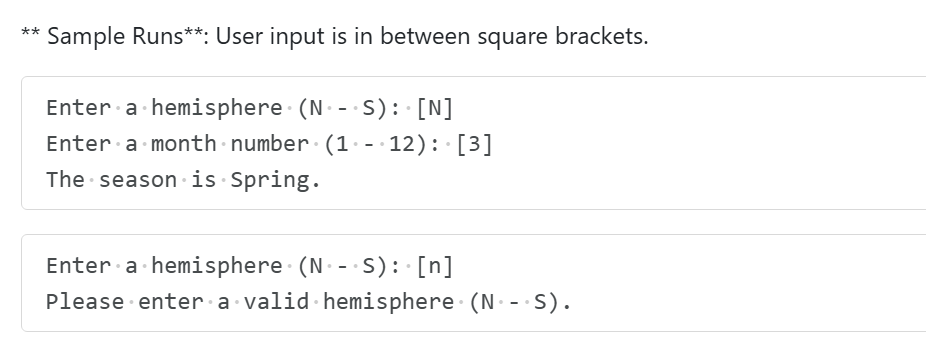 ** Sample Runs**: User input is in between square brackets.
Enter·a·hemisphere·(N·-·S):·[N]
Enter·a·month·number·(1·-·12):·[3]
The·season·is·Spring.
Enter·a·hemisphere·(N·-·S):·[n]
Please·enter·a·valid·hemisphere·(N·-·S).